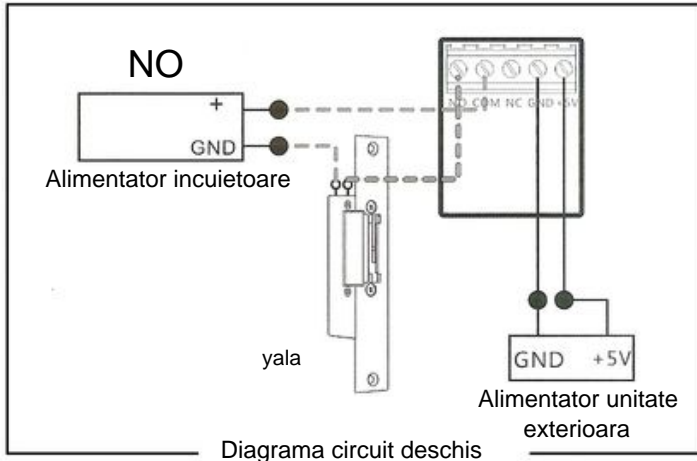 NO
+
GND
Alimentator incuietoare
NO COM NC GND +5V
yala
GND +5V
Alimentator unitate
exterioara
Diagrama circuit deschis